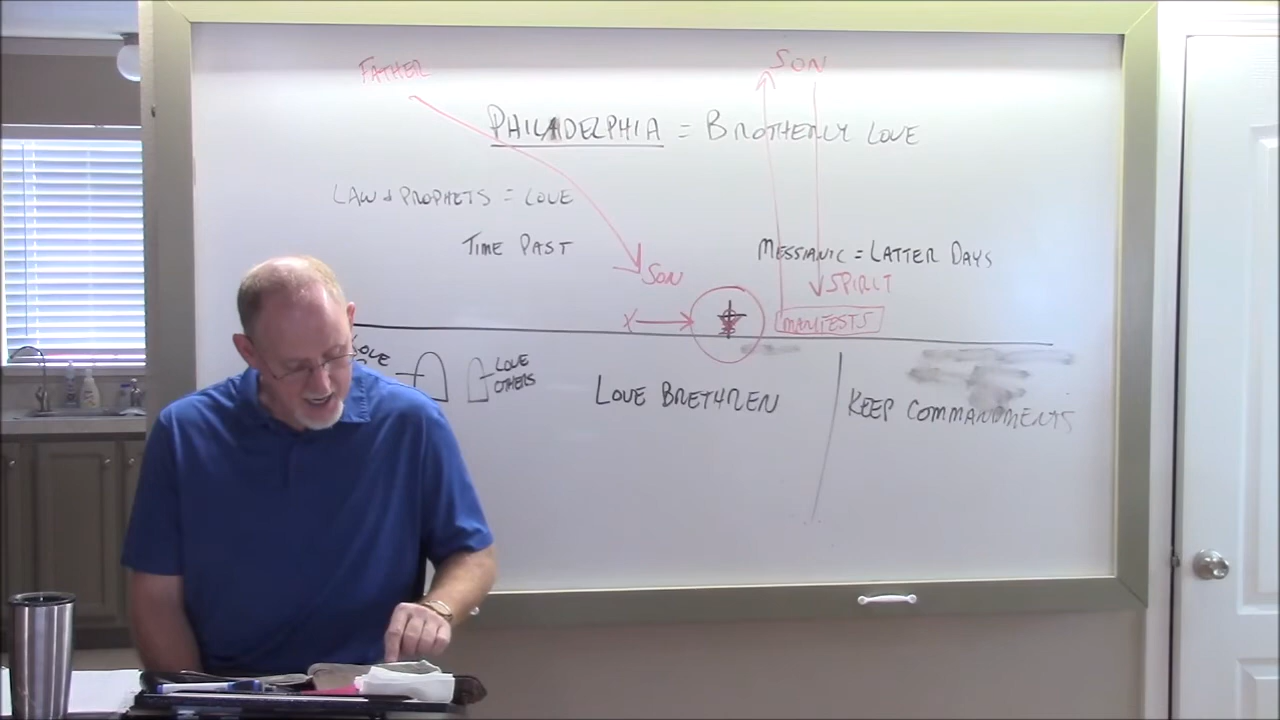 FATHER
SON
PHILADELPHIA = BROTHERLY LOVE
LAW & PROPHETS = LOVE
TIME PAST
MESSIANIC = LATTER DAYS
SON
SPIRIT
X
MANIFESTS
LOVE
LOVE
OTHERS
LOVE BRETHREN
KEEP COMMANDMENTS